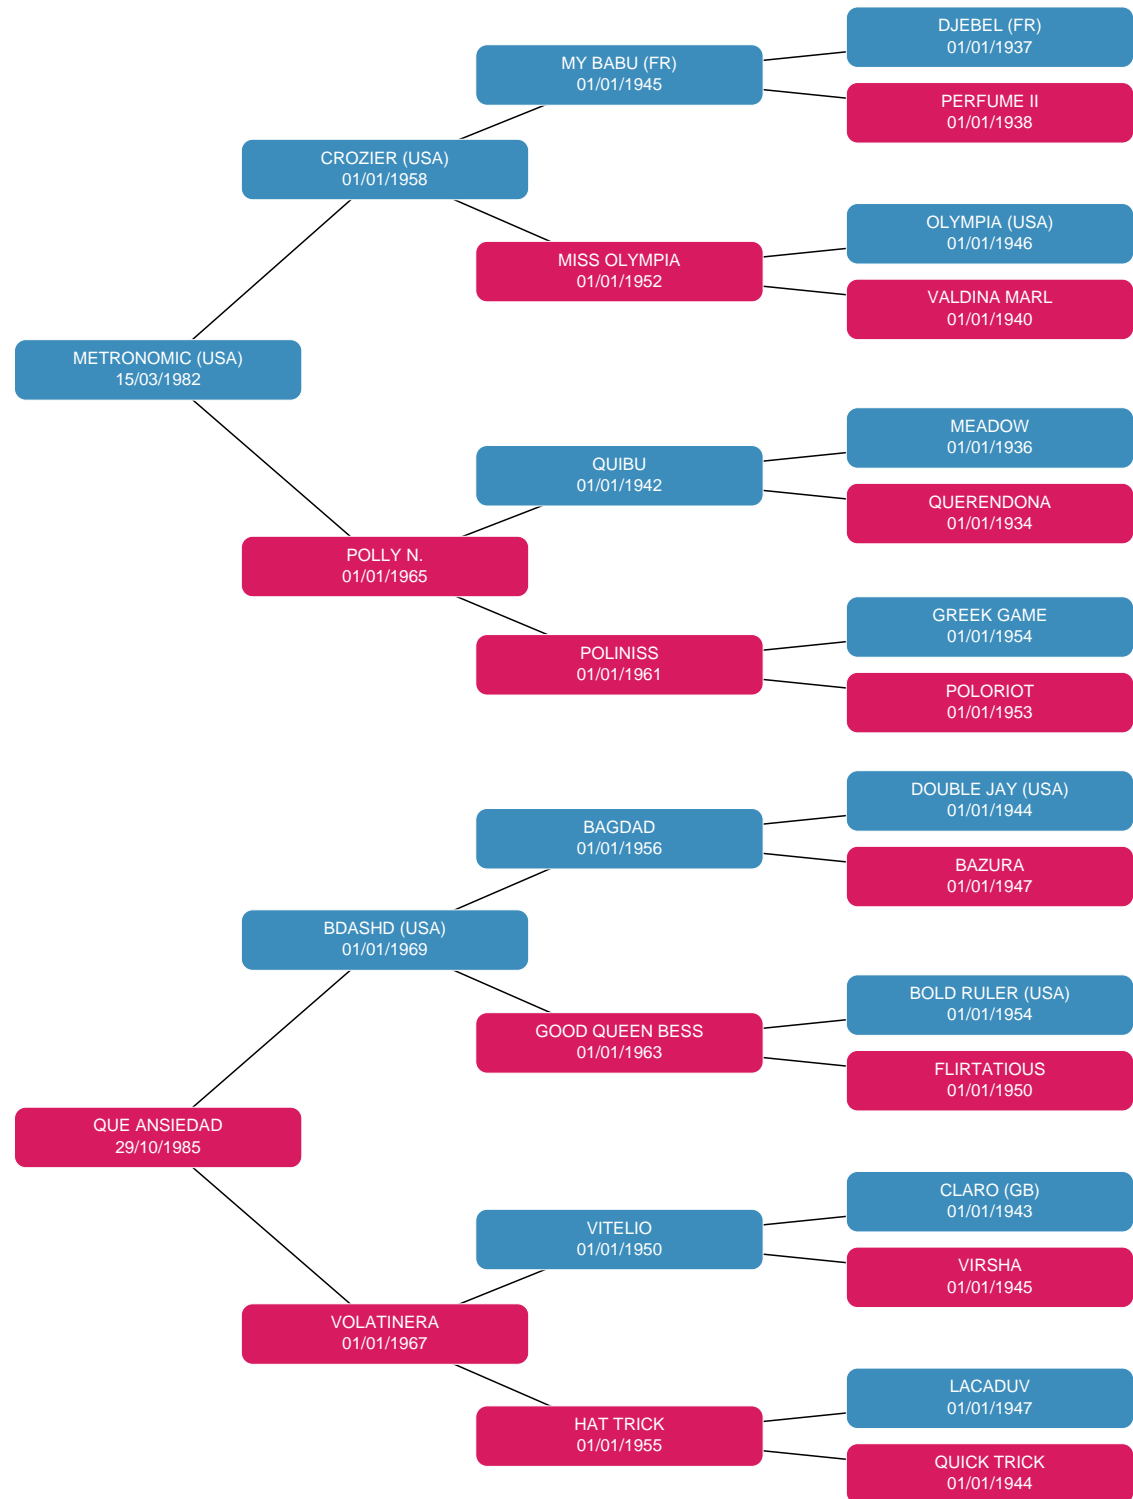 DJEBEL (FR)
01/01/1937
MY BABU (FR)
01/01/1945
PERFUME II
01/01/1938
CROZIER (USA)
01/01/1958
OLYMPIA (USA)
01/01/1946
MISS OLYMPIA
01/01/1952
VALDINA MARL
01/01/1940
METRONOMIC (USA)
15/03/1982
MEADOW
01/01/1936
QUIBU
01/01/1942
QUERENDONA
01/01/1934
POLLY N.
01/01/1965
GREEK GAME
01/01/1954
POLINISS
01/01/1961
POLORIOT
01/01/1953
DOUBLE JAY (USA)
01/01/1944
BAGDAD
01/01/1956
BAZURA
01/01/1947
BDASHD (USA)
01/01/1969
BOLD RULER (USA)
01/01/1954
GOOD QUEEN BESS
01/01/1963
FLIRTATIOUS
01/01/1950
QUE ANSIEDAD
29/10/1985
CLARO (GB)
01/01/1943
VITELIO
01/01/1950
VIRSHA
01/01/1945
VOLATINERA
01/01/1967
LACADUV
01/01/1947
HAT TRICK
01/01/1955
QUICK TRICK
01/01/1944